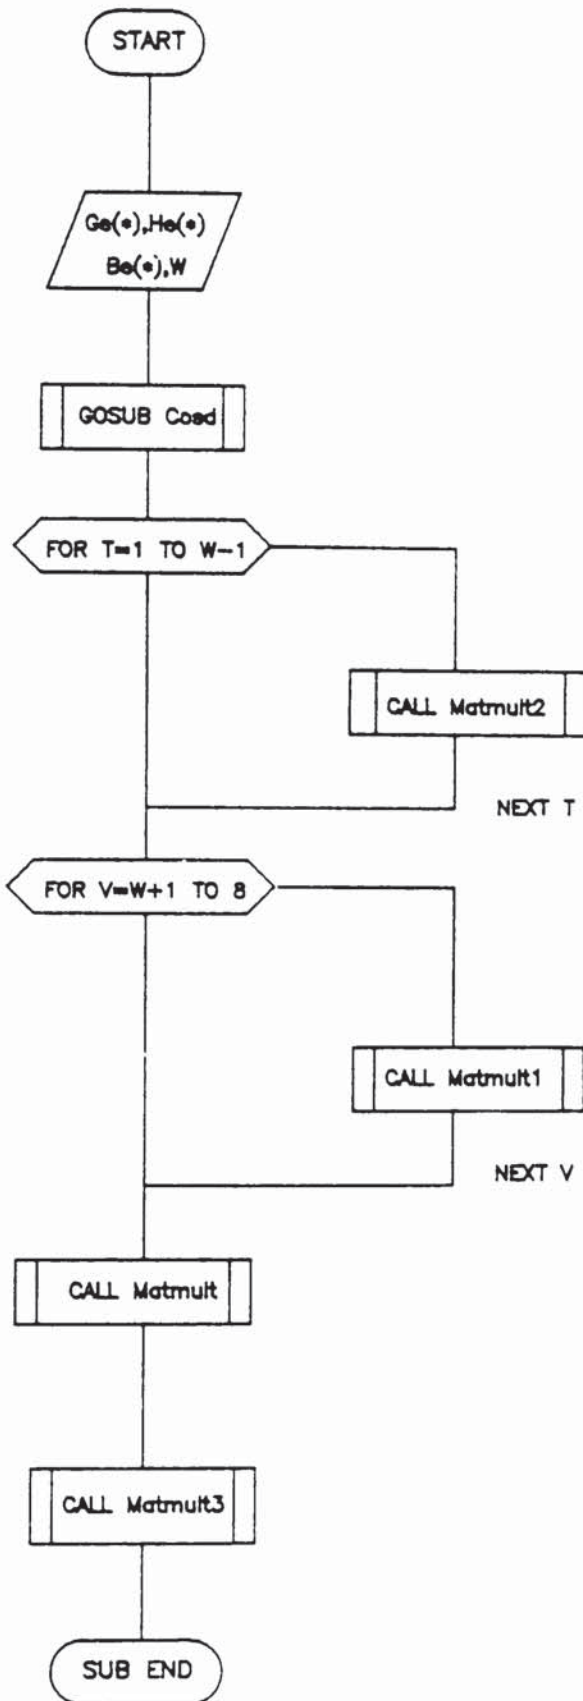 START
Ge(*),He(*)
Be(*),W
GOSUB Coad
FOR T=1 TO W-1
CALL Matmult2
NEXT T
FOR V=W+1 TO 8
CALL Matmult1
NEXT V
CALL Matmult
CALL Matmult3
SUB END